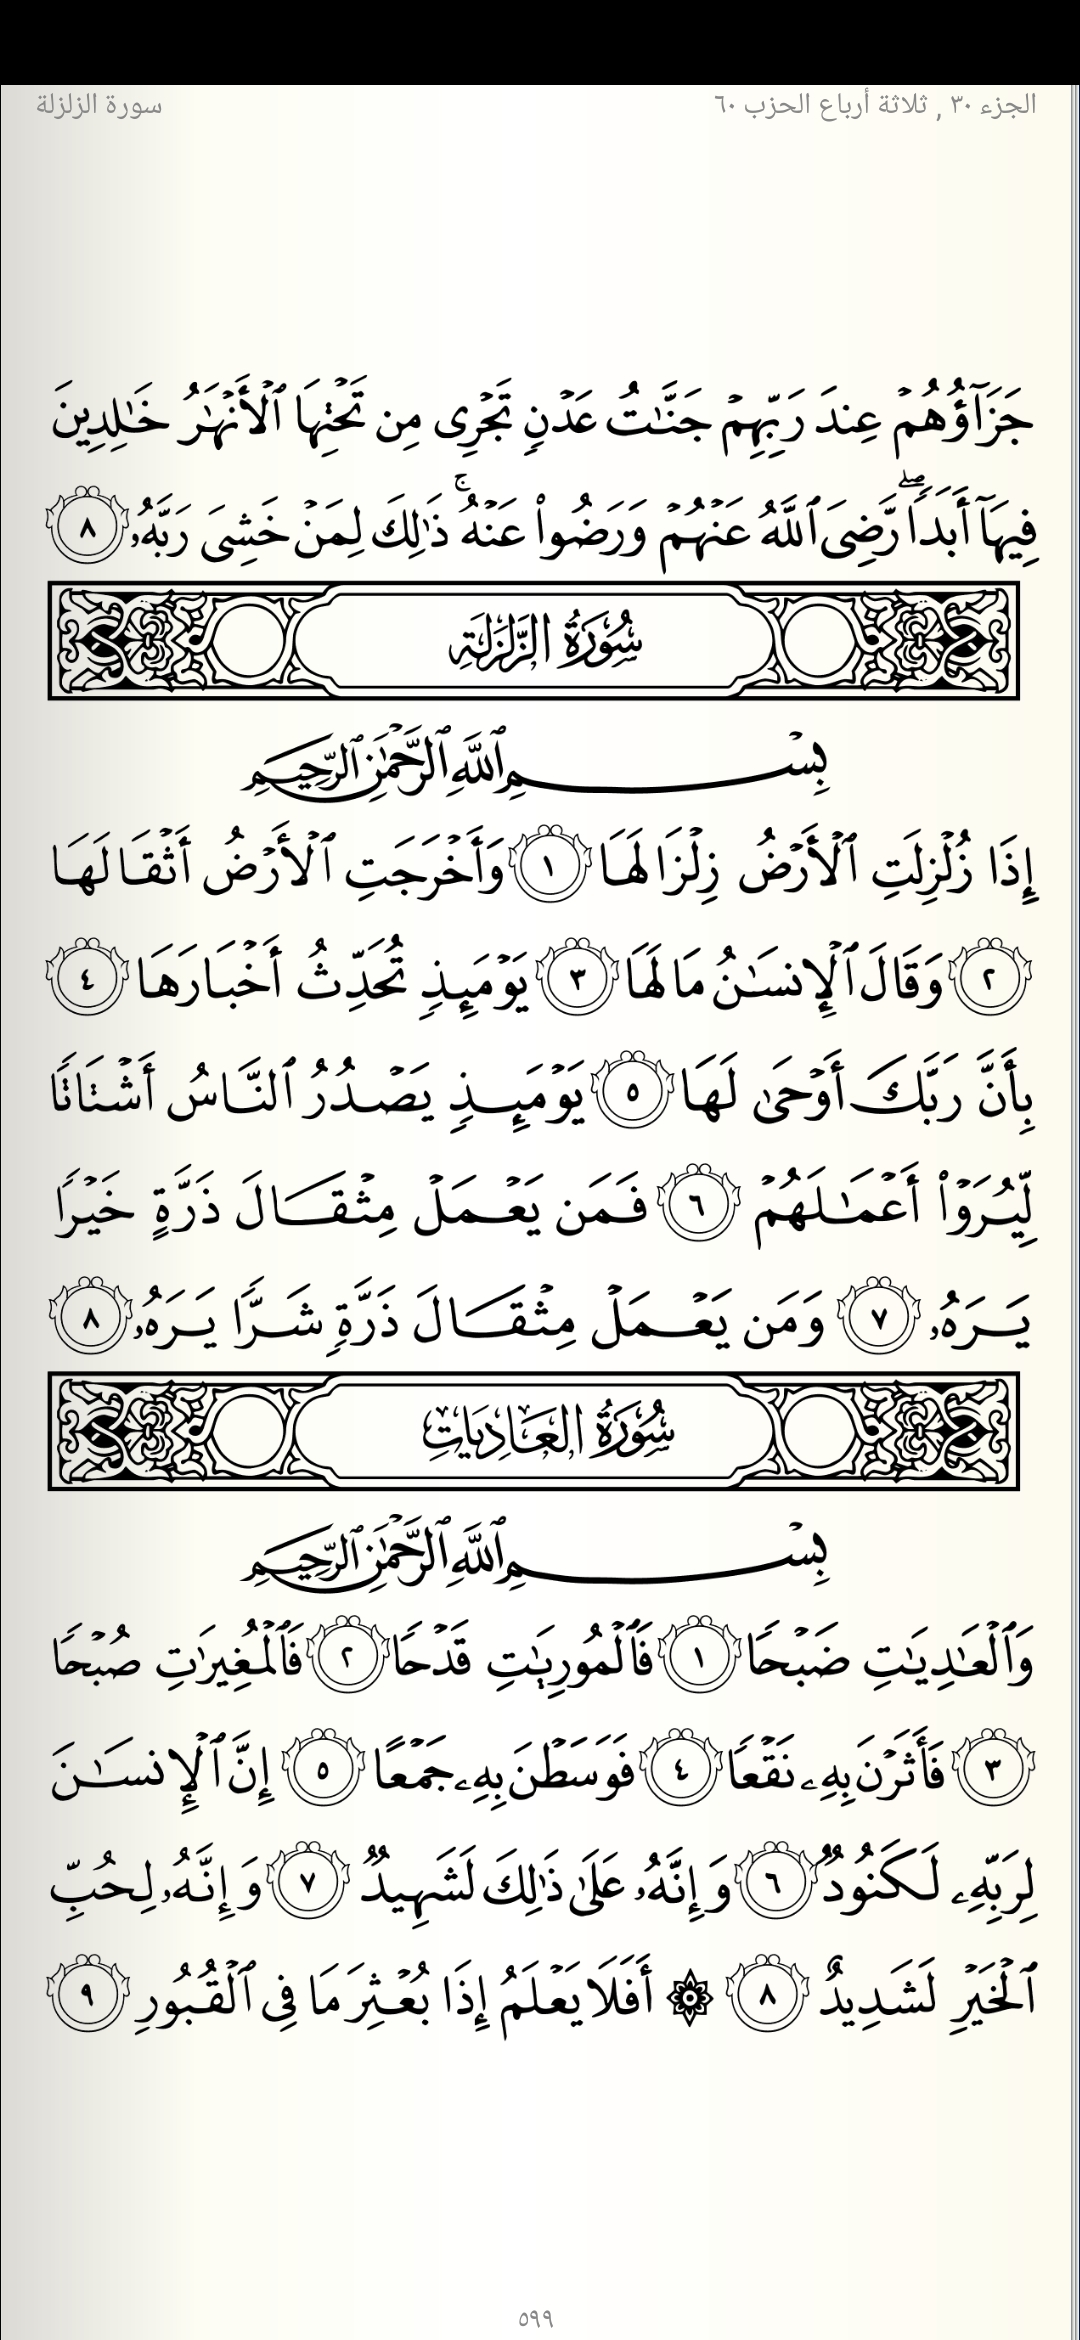 الجزء ٣٠ , ثلاثة أرباع الحزب ٦٠
سورة الزلزلة
جَزَآؤُهُمۡ عِندَ رَبِّهِمۡ جَنَّـٰتُ عَدۡنٖ تَجۡرِي مِن تَحۡتِهَا ٱلۡأَنۡهَٰرُ خَٰلِدِينَ
فِيهَآ أَبَدٗاۖ رَّضِيَ ٱللَّهُ عَنۡهُمۡ وَرَضُواْ عَنۡهُۚ ذَٰلِكَ لِمَنۡ خَشِيَ رَبَّهُۥ ٨
سُورَةُ الزَّلْزَلَةِ
بِسۡمِ ٱللَّهِ ٱلرَّحۡمَٰنِ ٱلرَّحِيمِ
إِذَا زُلۡزِلَتِ ٱلۡأَرۡضُ زِلۡزَالَهَا ١ وَأَخۡرَجَتِ ٱلۡأَرۡضُ أَثۡقَالَهَا
٢ وَقَالَ ٱلۡإِنسَٰنُ مَا لَهَا ٣ يَوۡمَئِذٖ تُحَدِّثُ أَخۡبَارَهَا ٤
بِأَنَّ رَبَّكَ أَوۡحَىٰ لَهَا ٥ يَوۡمَئِذٖ يَصۡدُرُ ٱلنَّاسُ أَشۡتَاتٗا
لِّيُرَوۡاْ أَعۡمَٰلَهُمۡ ٦ فَمَن يَعۡمَلۡ مِثۡقَالَ ذَرَّةٍ خَيۡرٗا
يَرَهُۥ ٧ وَمَن يَعۡمَلۡ مِثۡقَالَ ذَرَّةٖ شَرّٗا يَرَهُۥ ٨
سُورَةُ العَادِيَاتِ
بِسۡمِ ٱللَّهِ ٱلرَّحۡمَٰنِ ٱلرَّحِيمِ
وَٱلۡعَٰدِيَٰتِ ضَبۡحٗا ١ فَٱلۡمُورِيَٰتِ قَدۡحٗا ٢ فَٱلۡمُغِيرَٰتِ صُبۡحٗا
٣ فَأَثَرۡنَ بِهِۦ نَقۡعٗا ٤ فَوَسَطۡنَ بِهِۦ جَمۡعًا ٥ إِنَّ ٱلۡإِنسَٰنَ
لِرَبِّهِۦ لَكَنُودٞ ٦ وَإِنَّهُۥ عَلَىٰ ذَٰلِكَ لَشَهِيدٞ ٧ وَإِنَّهُۥ لِحُبِّ
ٱلۡخَيۡرِ لَشَدِيدٌ ٨ ۞ أَفَلَا يَعۡلَمُ إِذَا بُعۡثِرَ مَا فِي ٱلۡقُبُورِ ٩
٥٩٩